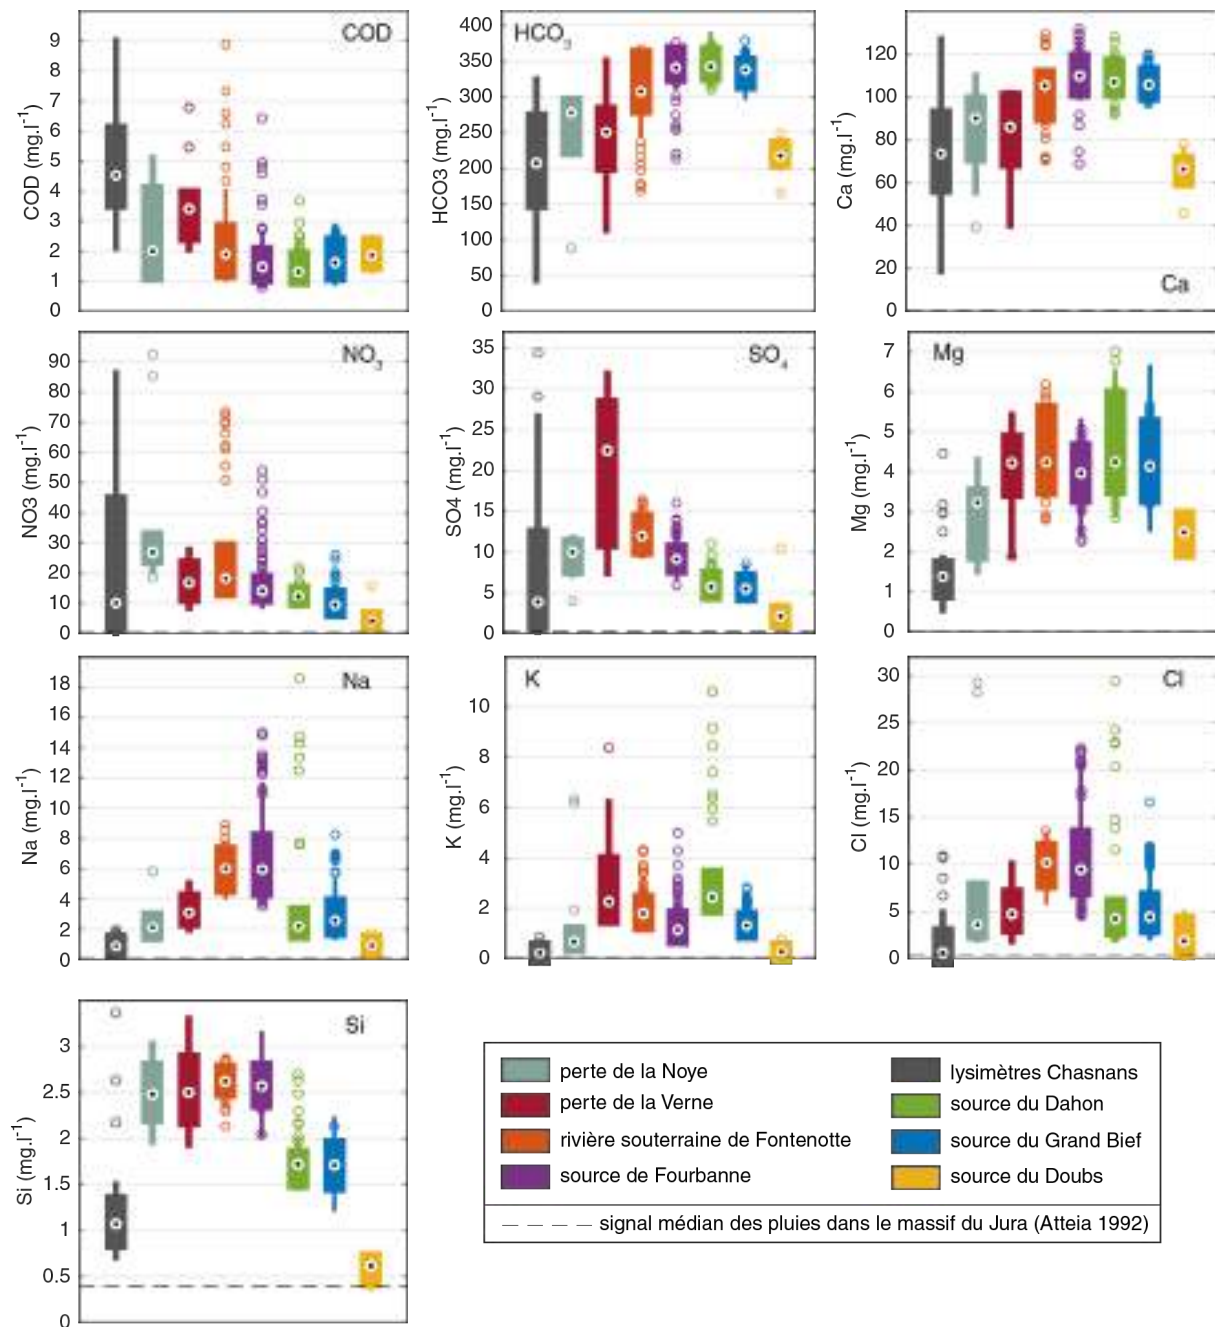 COD
COD (mg.l-1)
9
8
7
6
5
4
3
2
1
0
HCO3
HCO3 (mg.l-1)
400
350
300
250
200
150
100
50
0
Ca
Ca (mg.l-1)
120
100
80
60
40
20
0
NO3
NO3 (mg.l-1)
90
80
70
60
50
40
30
20
10
0
SO4
SO4 (mg.l-1)
35
30
25
20
15
10
5
0
Mg
Mg (mg.l-1)
7
6
5
4
3
2
1
0
Na
Na (mg.l-1)
18
16
14
12
10
8
6
4
2
0
K
K (mg.l-1)
10
8
6
4
2
0
Cl
Cl (mg.l-1)
30
25
20
15
10
5
0
Si
Si (mg.l-1)
3
2.5
2
1.5
1
0.5
0
perte de la Noye
perte de la Verne
rivière souterraine de Fontenotte
source de Fourbanne
lysimètres Chasnans
source du Dahon
source du Grand Bief
source du Doubs
signal médian des pluies dans le massif du Jura (Atteia 1992)